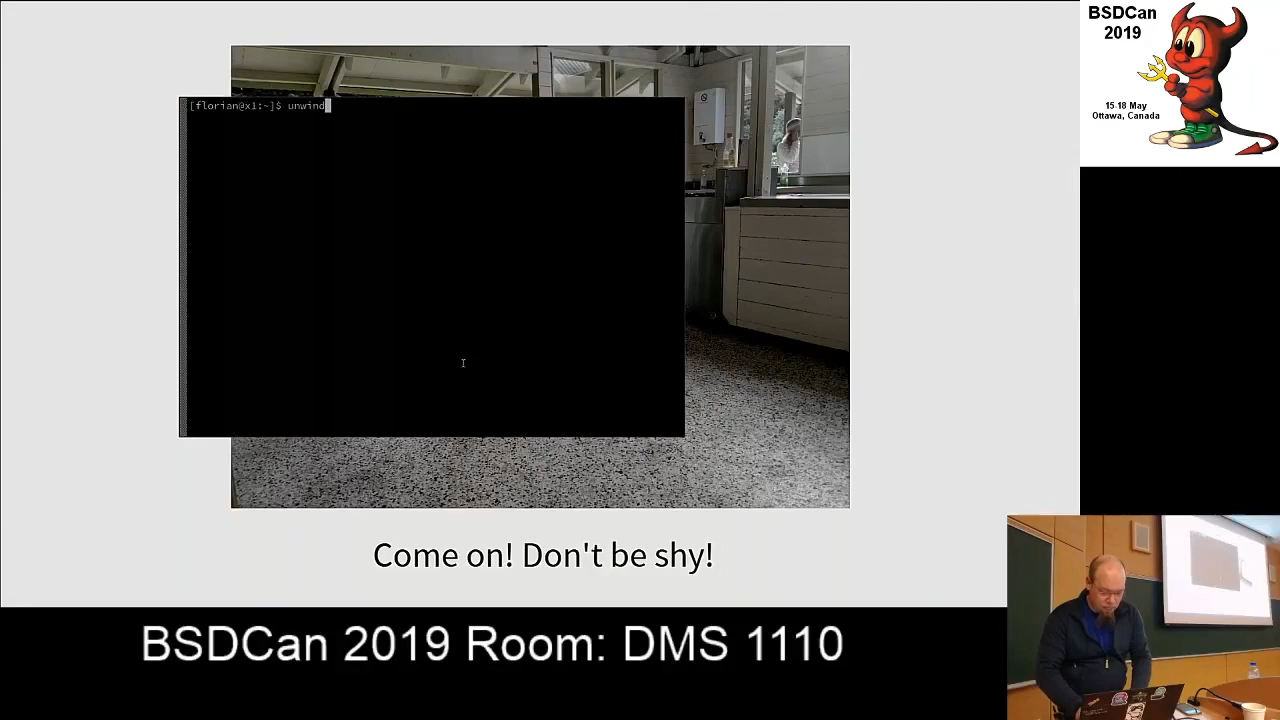 BSDCan
2019
15-18 May
Ottawa, Canada
[florian@x1:~]$ unwind
Come on! Don't be shy!
BSDCan 2019 Room: DMS 1110